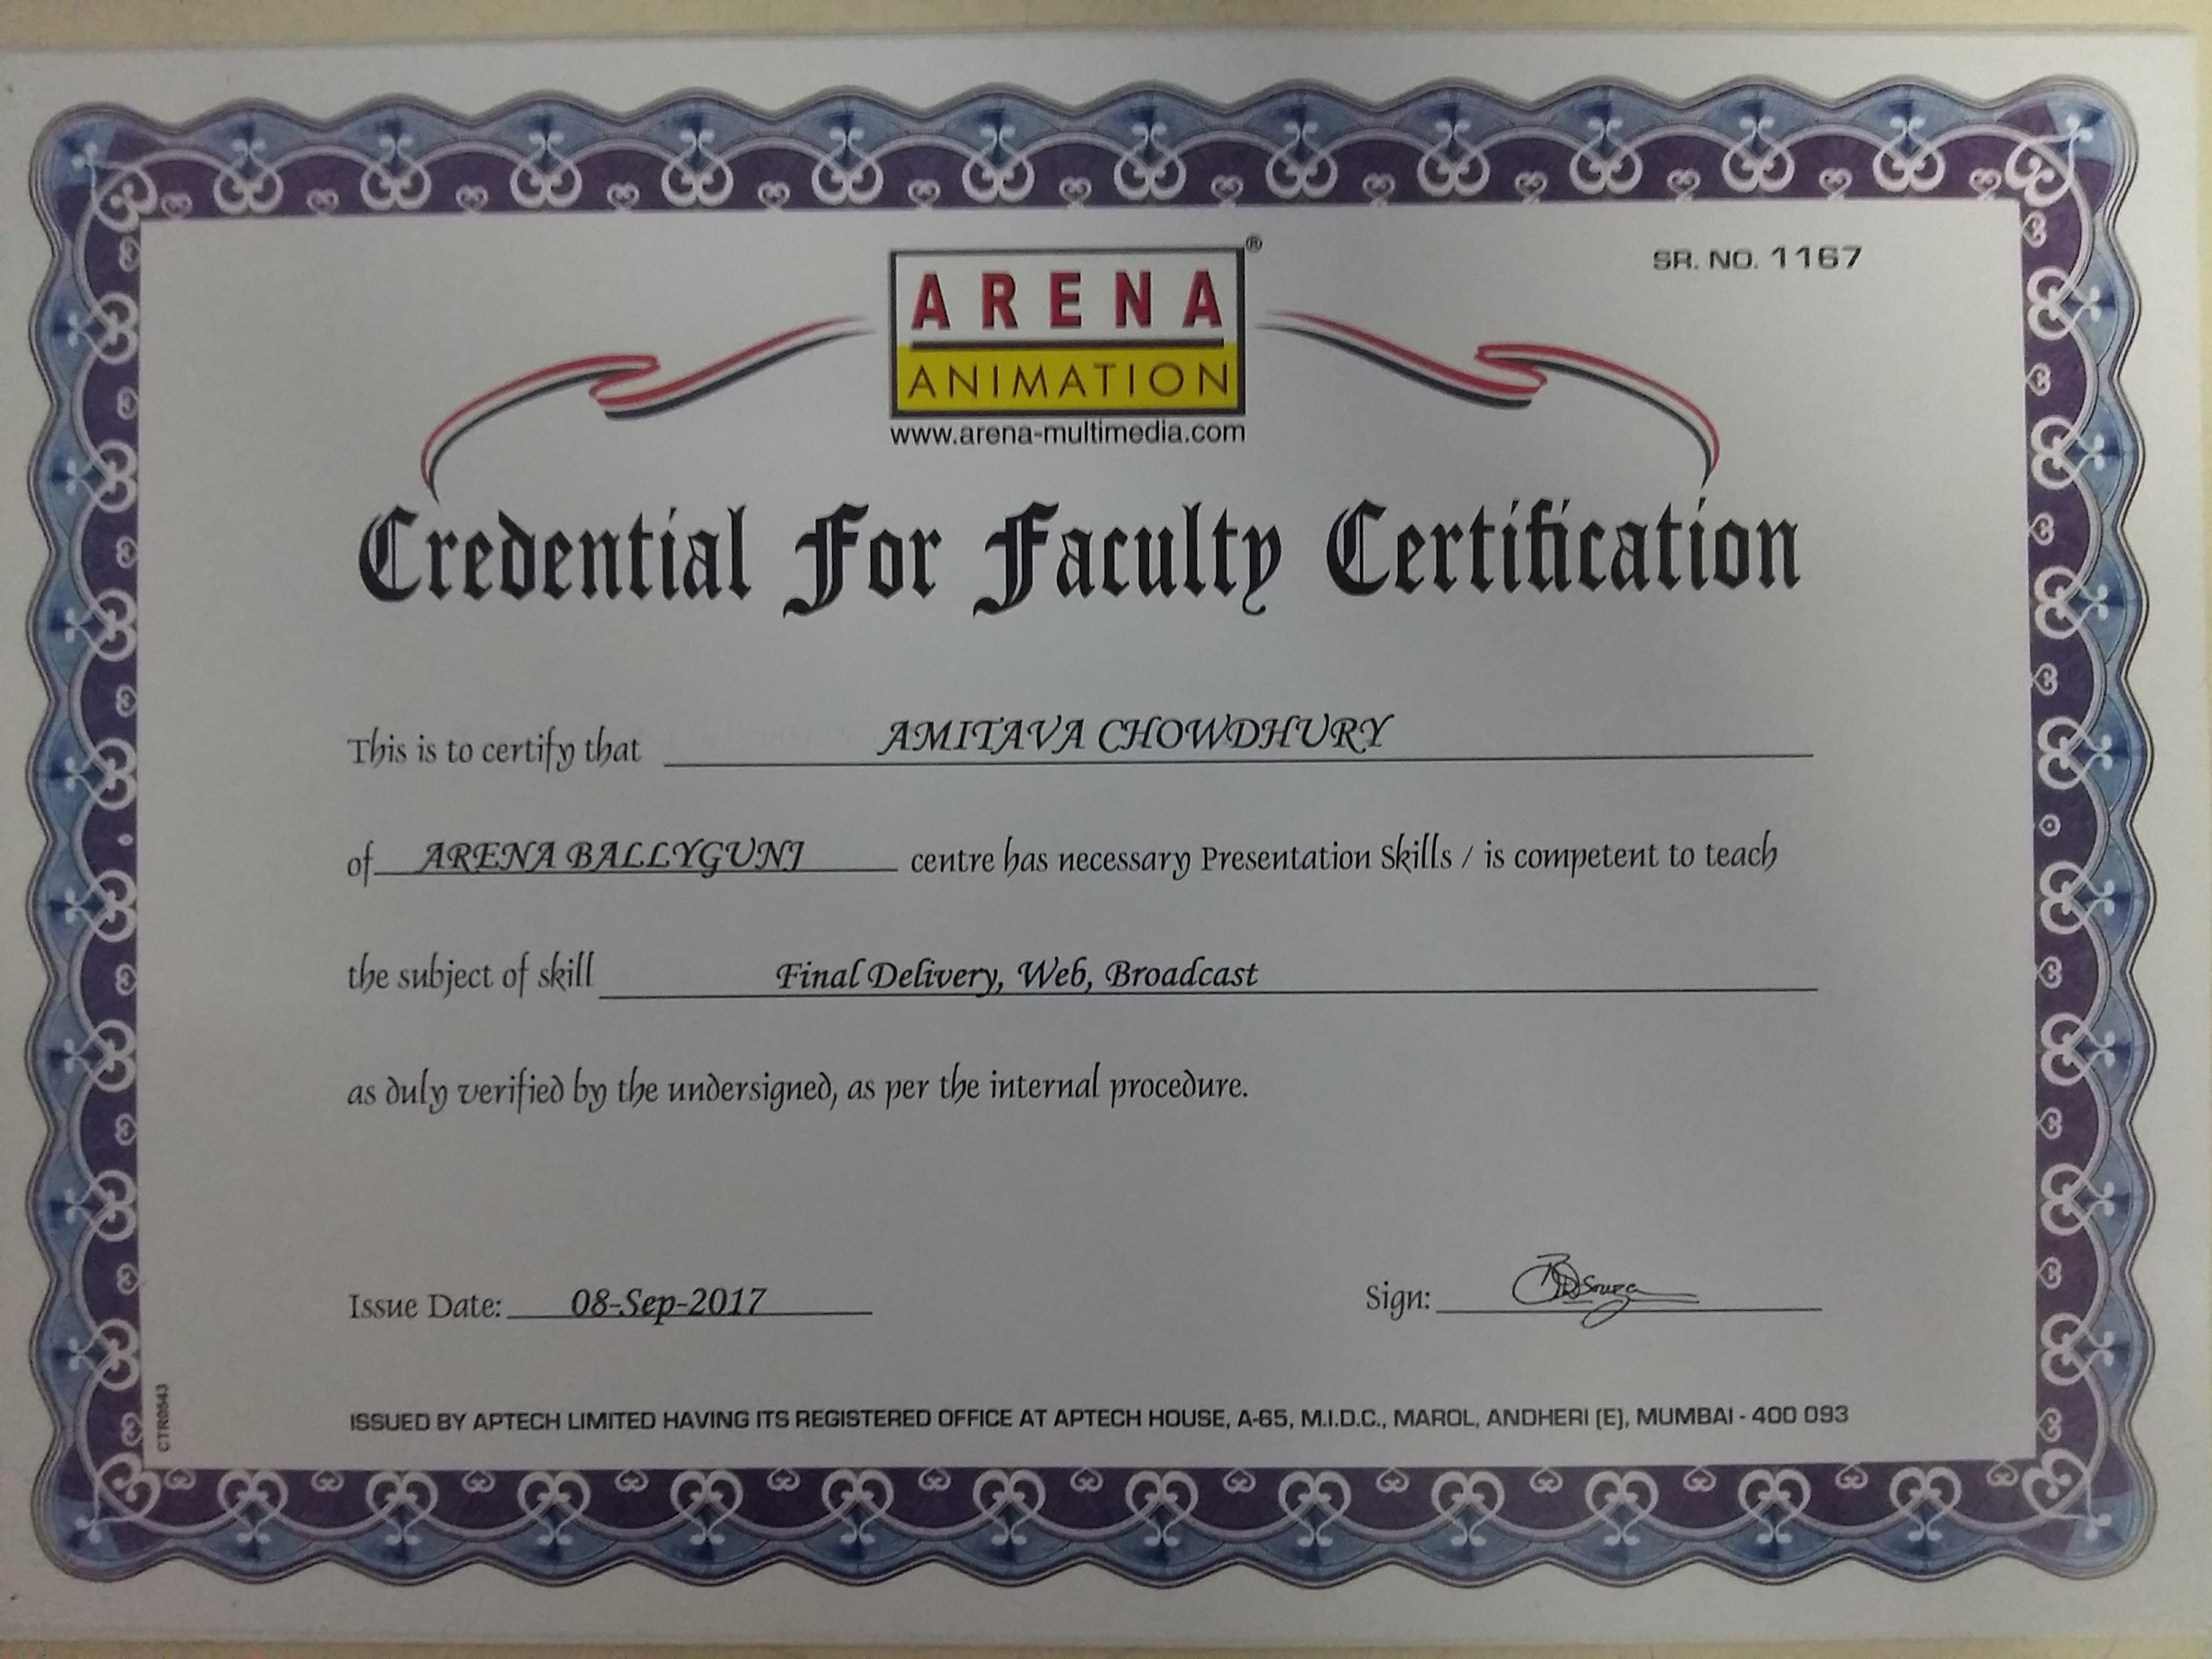 SR. NO. 1167
ARENA®
ANIMATION
www.arena-multimedia.com
Credential For Faculty Certification
This is to certify that AMITAVA CHOWDHURY
of ARENA BALLYGUNJ centre has necessary Presentation Skills / is competent to teach
the subject of skill Final Delivery, Web, Broadcast
as duly verified by the undersigned, as per the internal procedure.
Issue Date: 08-Sep-2017 Sign: BDSouza
CTR0543
ISSUED BY APTECH LIMITED HAVING ITS REGISTERED OFFICE AT APTECH HOUSE, A-65, M.I.D.C., MAROL, ANDHERI (E), MUMBAI - 400 093